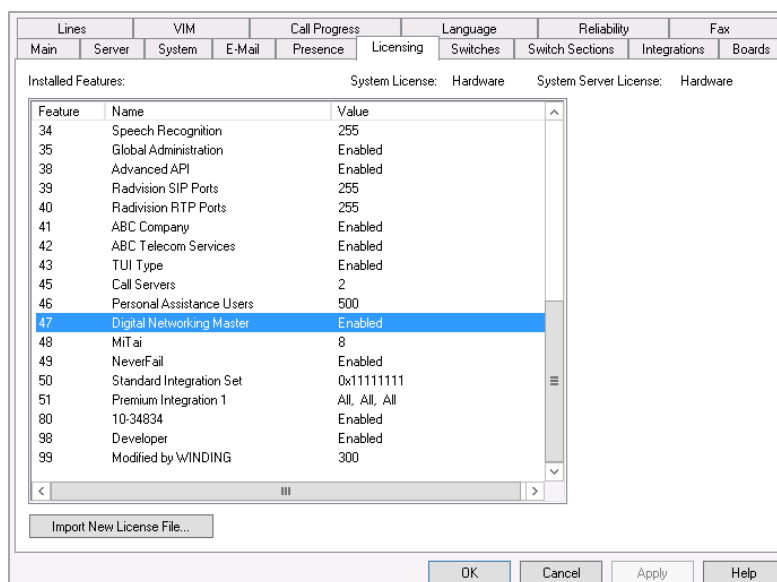 Lines VIM Call Progress Language Reliability Fax
Main Server System E-Mail Presence Licensing Switches Switch Sections Integrations Boards
Installed Features: System License: Hardware System Server License: Hardware
Feature Name Value
34 Speech Recognition 255
35 Global Administration Enabled
38 Advanced API Enabled
39 Radvision SIP Ports 255
40 Radivision RTP Ports 255
41 ABC Company Enabled
42 ABC Telecom Services Enabled
43 TUI Type Enabled
45 Call Servers 2
46 Personal Assistance Users 500
47 Digital Networking Master Enabled
48 MiTai 8
49 NeverFail Enabled
50 Standard Integration Set 0x11111111
51 Premium Integration 1 All, All, All
80 10-34834 Enabled
98 Developer Enabled
99 Modified by WINDING 300
Import New License File...
OK Cancel Apply Help